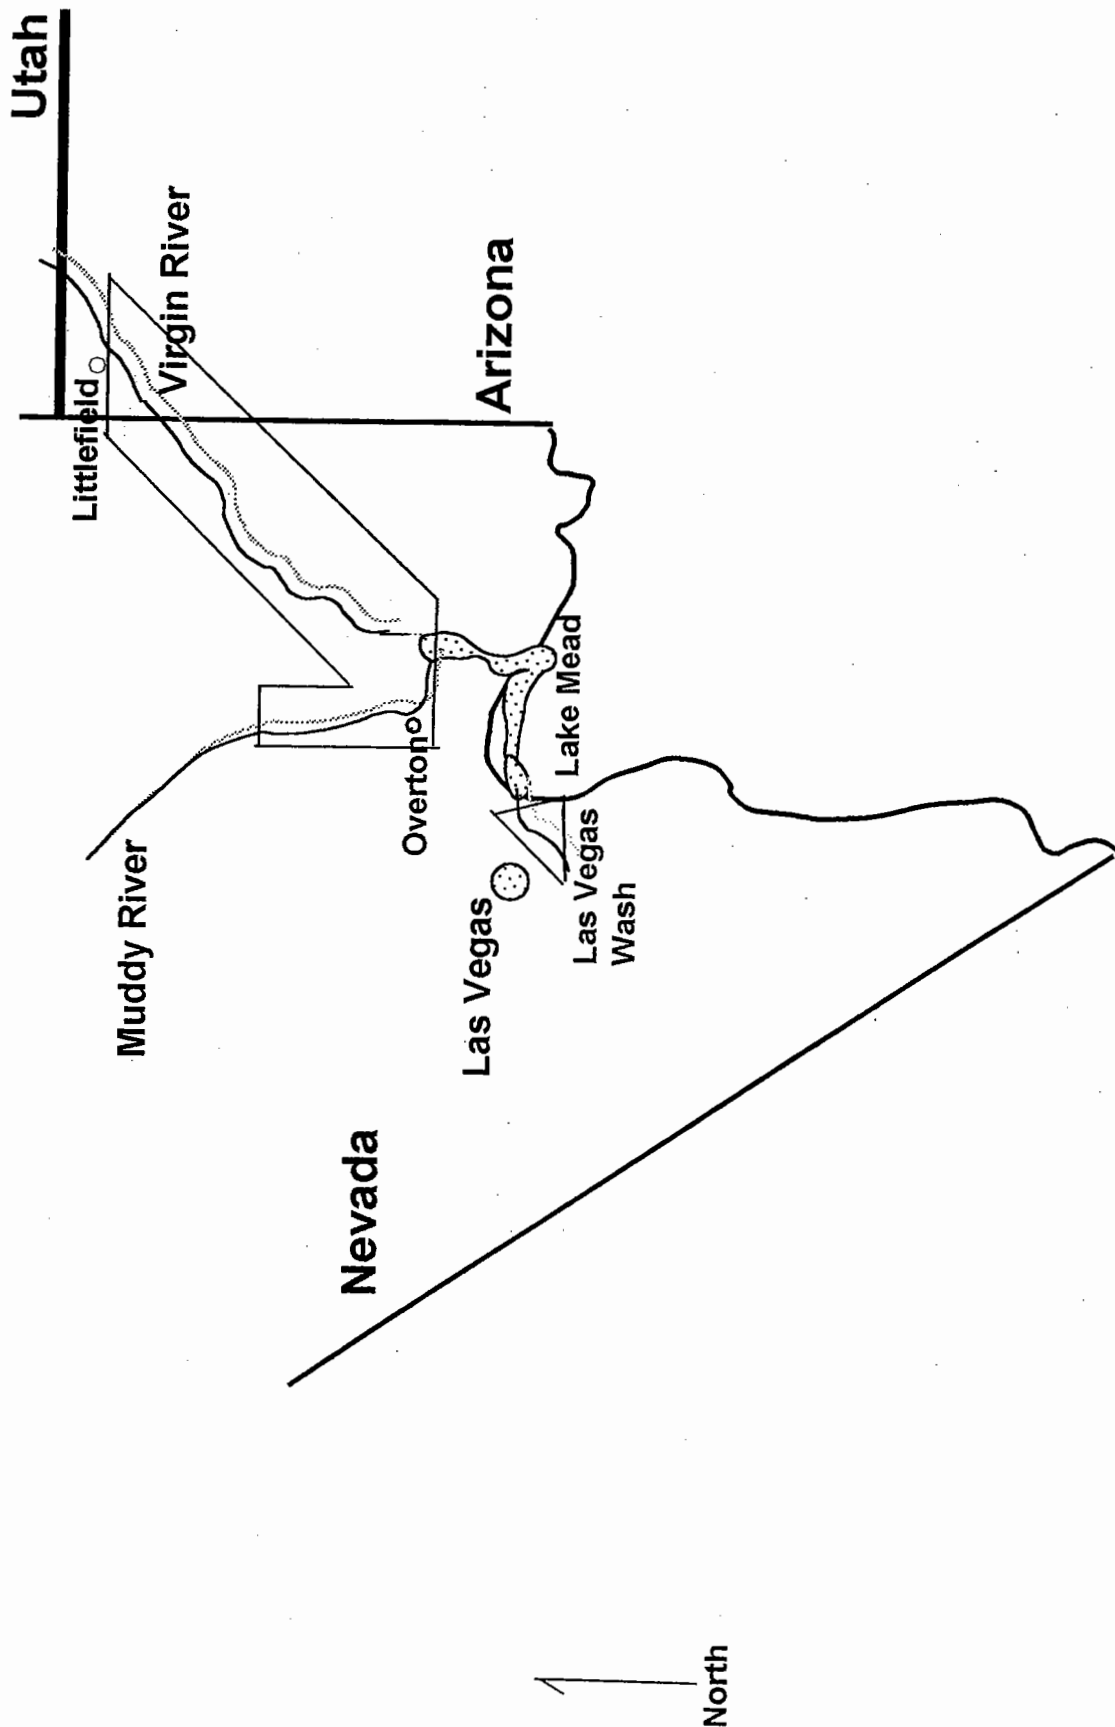 Utah
Littlefield
Virgin River
Arizona
Muddy River
Overton
Lake Mead
Las Vegas
Las Vegas
Wash
Nevada
North